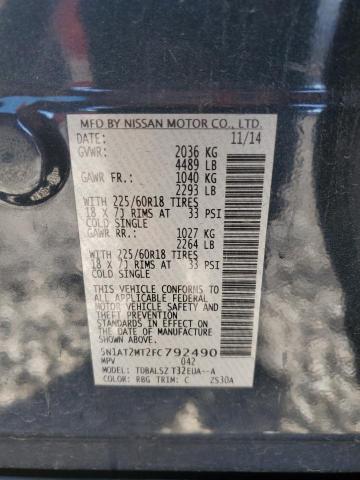 MFD BY NISSAN MOTOR CO., LTD.
DATE: 11/14
GVWR: 2036 KG
4489 LB
GAWR FR.: 1040 KG
2293 LB
WITH 225/60R18 TIRES
18 X 7J RIMS AT 33 PSI
COLD SINGLE
GAWR RR.: 1027 KG
2264 LB
WITH 225/60R18 TIRES
18 X 7J RIMS AT 33 PSI
COLD SINGLE
THIS VEHICLE CONFORMS TO ALL
APPLICABLE FEDERAL MOTOR VEHICLE
SAFETY AND THEFT PREVENTION
STANDARDS IN EFFECT ON THE
DATE OF MANUFACTURE
SHOWN ABOVE.
5N1AT2MT2FC792490
MPV 042
MODEL: TDBALSZ T32EUA--A
COLOR: RBG TRIM: C ZS30A